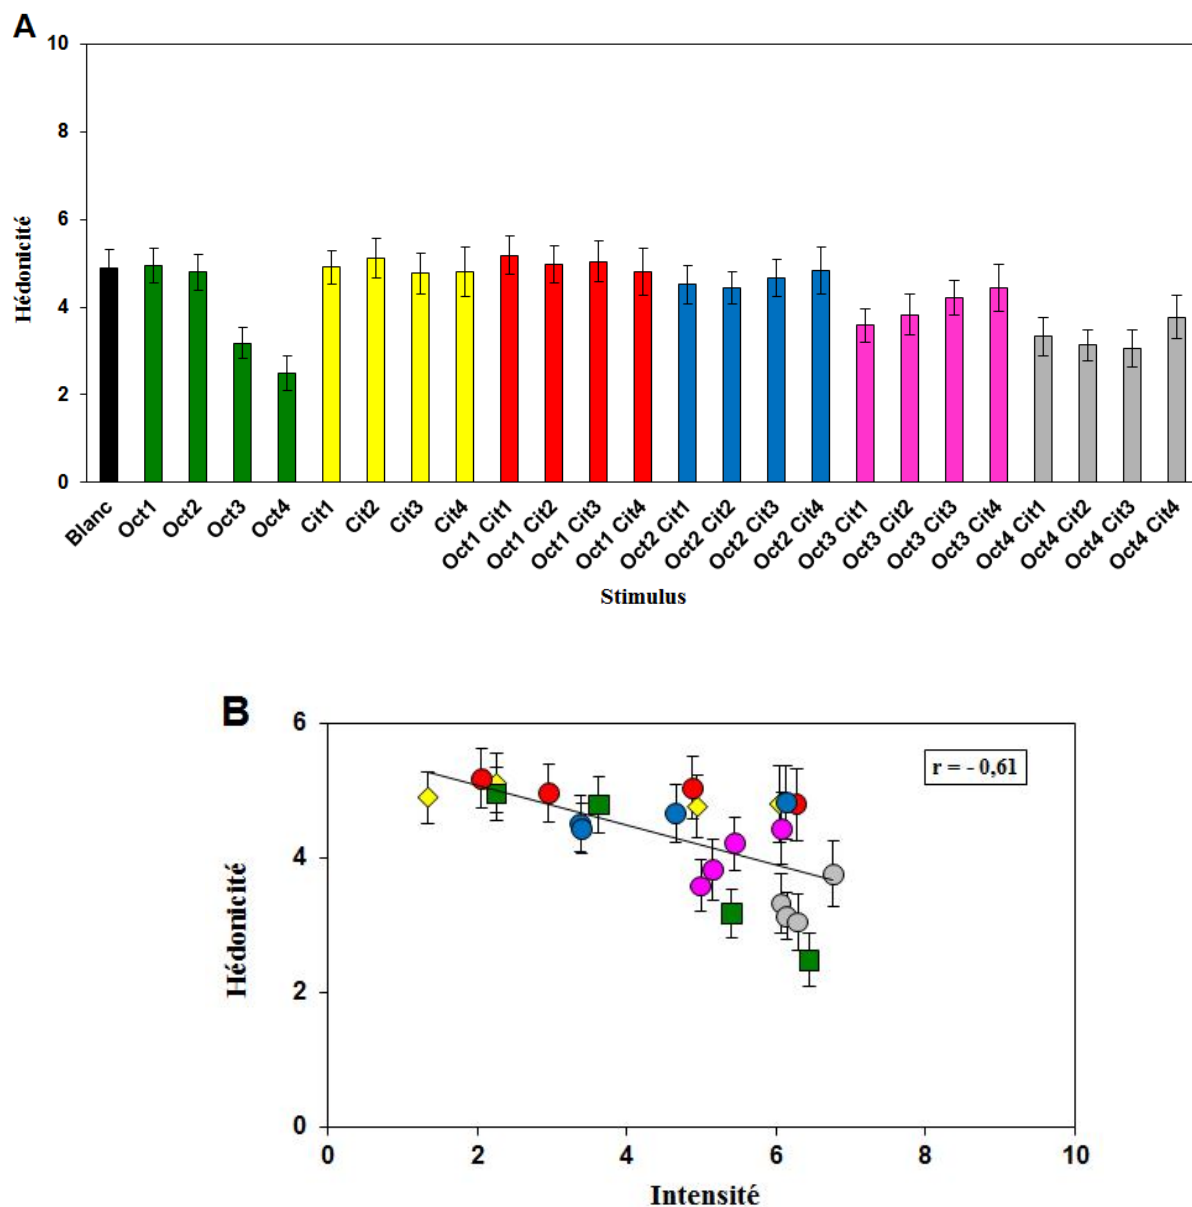 A
10
8
6
4
2
0
Hédonicité
Blanc
Oct1
Oct2
Oct3
Oct4
Cit1
Cit2
Cit3
Cit4
Oct1 Cit1
Oct1 Cit2
Oct1 Cit3
Oct1 Cit4
Oct2 Cit1
Oct2 Cit2
Oct2 Cit3
Oct2 Cit4
Oct3 Cit1
Oct3 Cit2
Oct3 Cit3
Oct3 Cit4
Oct4 Cit1
Oct4 Cit2
Oct4 Cit3
Oct4 Cit4
Stimulus
B
6
4
2
0
Hédonicité
r = - 0,61
0 2 4 6 8 10
Intensité